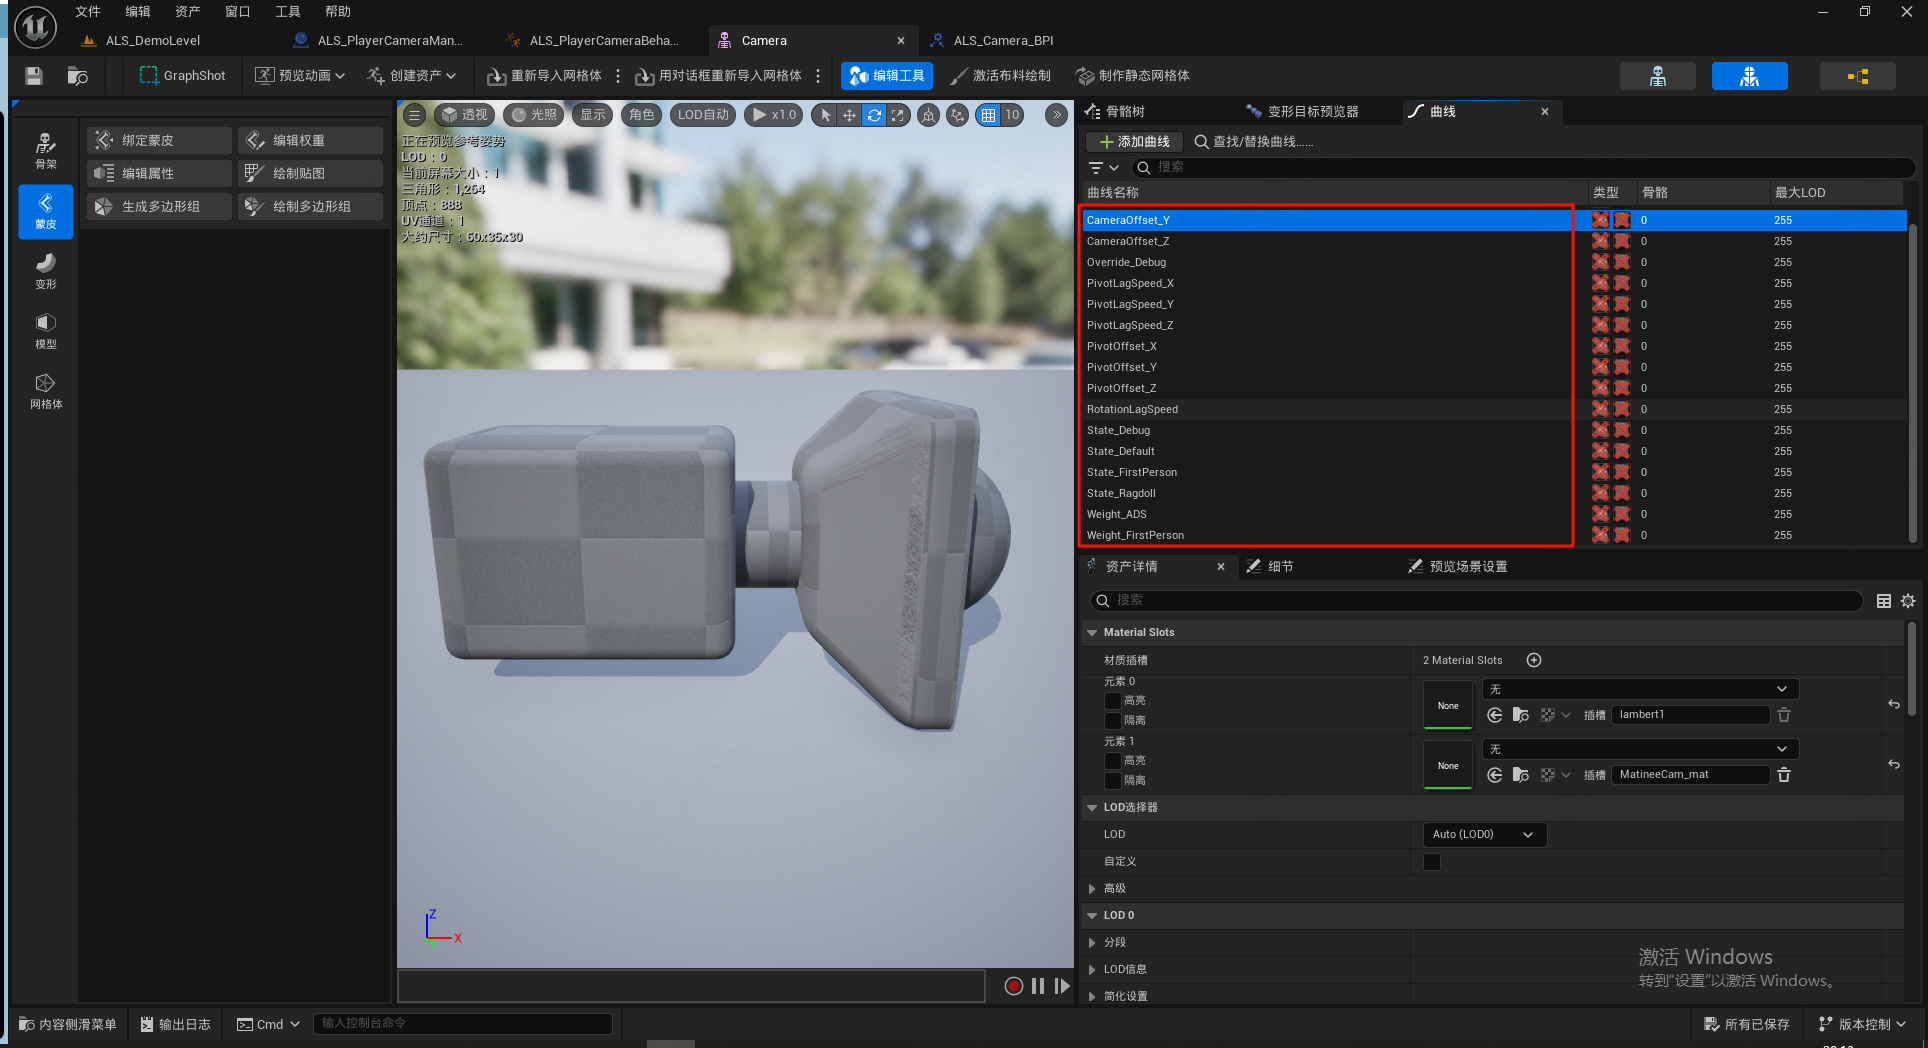 文件 编辑 资产 窗口 工具 帮助
ALS_DemoLevel ALS_PlayerCameraMan... ALS_PlayerCameraBeha... Camera ALS_Camera_BPI
GraphShot 预览动画 创建资产 重新导入网格体 用对话框重新导入网格体 编辑工具 激活布料绘制 制作静态网格体
骨架
蒙皮
变形
模型
网格体
绑定蒙皮 编辑权重
编辑属性 绘制贴图
生成多边形组 绘制多边形组
透视 光照 显示 角色 LOD自动 x1.0 10
正在预览参考姿势
LOD：0
当前屏幕大小：1
三角形：1,264
顶点：888
UV通道：1
大约尺寸：60x35x30
Z
X
骨骼树 变形目标预览器 曲线
添加曲线 查找/替换曲线......
搜索
曲线名称 类型 骨骼 最大LOD
CameraOffset_Y 0 255
CameraOffset_Z 0 255
Override_Debug 0 255
PivotLagSpeed_X 0 255
PivotLagSpeed_Y 0 255
PivotLagSpeed_Z 0 255
PivotOffset_X 0 255
PivotOffset_Y 0 255
PivotOffset_Z 0 255
RotationLagSpeed 0 255
State_Debug 0 255
State_Default 0 255
State_FirstPerson 0 255
State_Ragdoll 0 255
Weight_ADS 0 255
Weight_FirstPerson 0 255
资产详情 细节 预览场景设置
搜索
Material Slots
材质插槽 2 Material Slots
元素 0
高亮
隔离
None 无
插槽 lambert1
元素 1
高亮
隔离
None 无
插槽 MatineeCam_mat
LOD选择器
LOD Auto (LOD0)
自定义
高级
LOD 0
分段
LOD信息
简化设置
激活 Windows
转到“设置”以激活 Windows。
内容侧滑菜单 输出日志 Cmd 输入控制台命令 所有已保存 版本控制